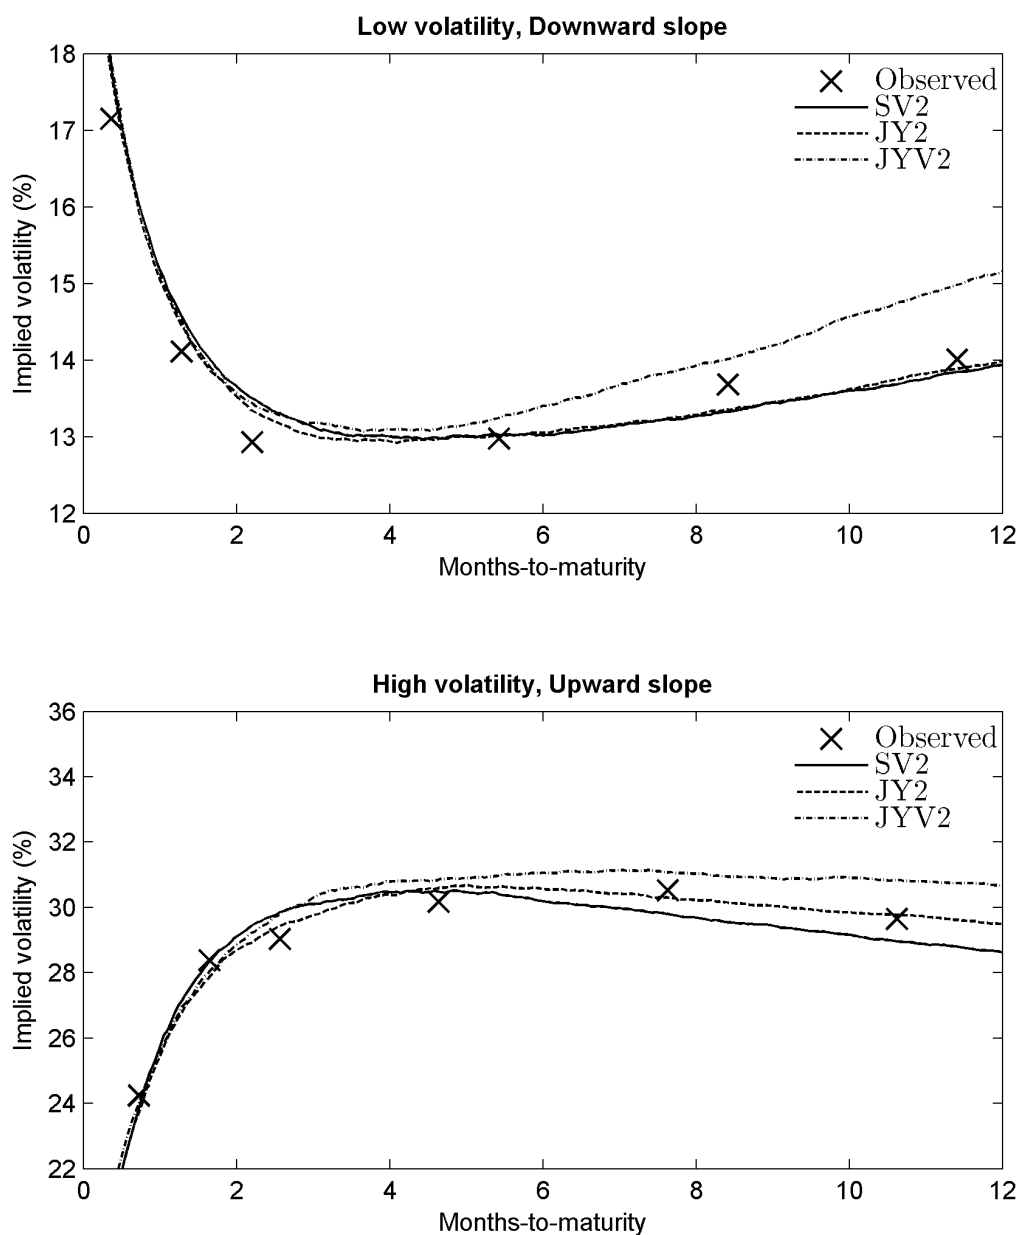 Low volatility, Downward slope
18
17
16
15
14
13
12
Implied volatility (%)
Observed
SV2
JY2
JYV2
0 2 4 6 8 10 12
Months-to-maturity
High volatility, Upward slope
36
34
32
30
28
26
24
22
Implied volatility (%)
Observed
SV2
JY2
JYV2
0 2 4 6 8 10 12
Months-to-maturity